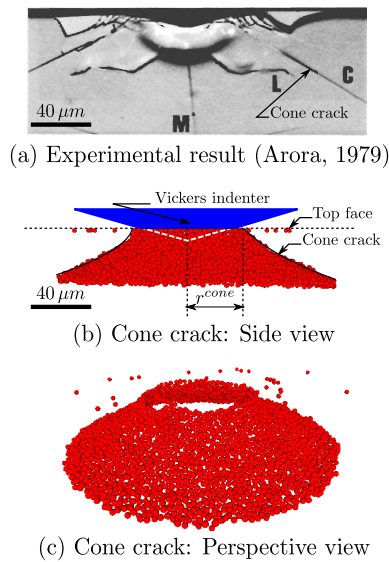 C
L
Cone crack
M
40 μm
(a) Experimental result (Arora, 1979)
Vickers indenter
Top face
Cone crack
r^cone
40 μm
(b) Cone crack: Side view
(c) Cone crack: Perspective view